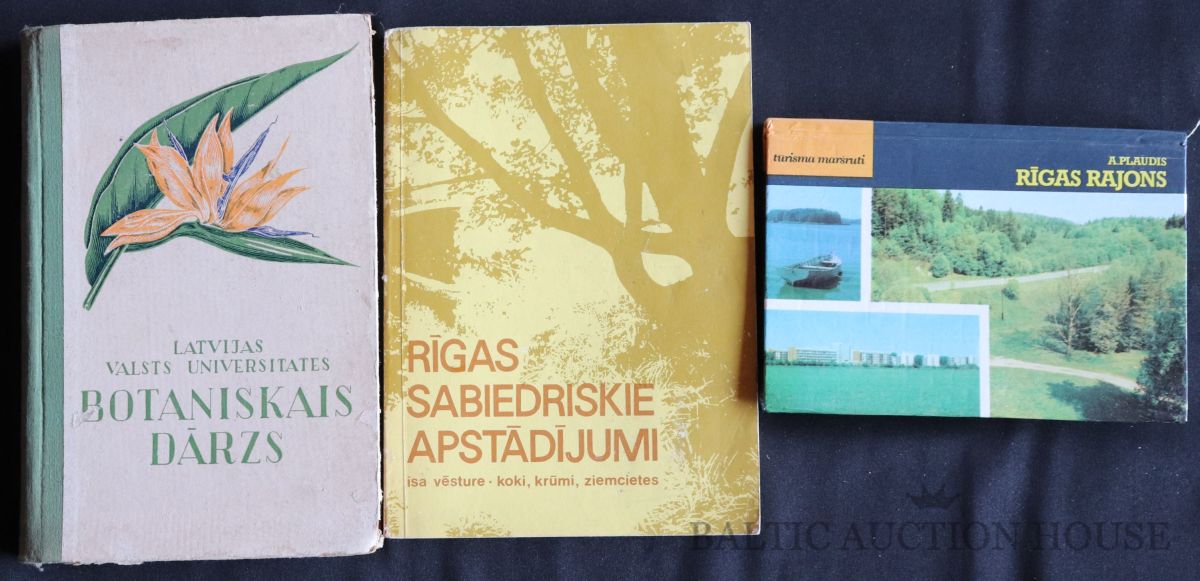 LATVIJAS
VALSTS UNIVERSITATES
BOTANISKAIS
DĀRZS
RĪGAS
SABIEDRISKIE
APSTĀDĪJUMI
īsa vēsture · koki, krūmi, ziemcietes
tūrisma maršruti
A.PLAUDIS
RĪGAS RAJONS
BALTIC AUCTION HOUSE